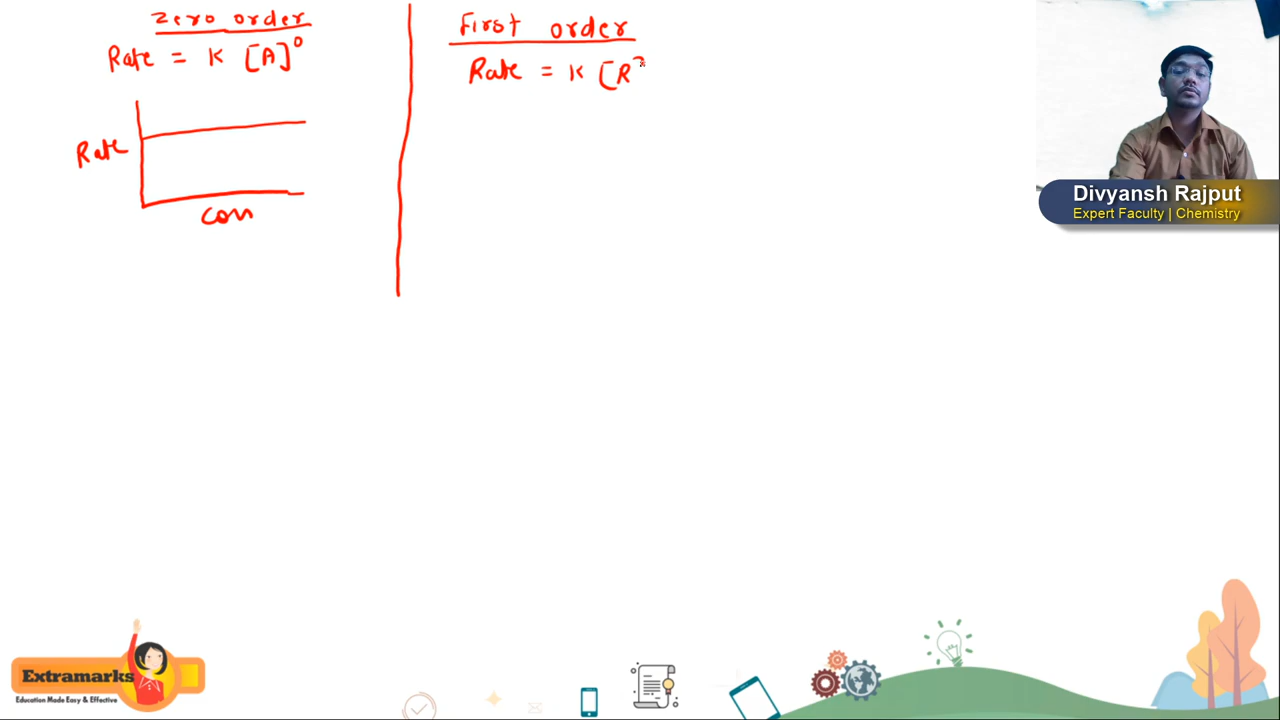 Zero order
Rate = K [A]⁰
Rate
con
First order
Rate = K [R]
Divyansh Rajput
Expert Faculty | Chemistry
Extramarks
Education Made Easy & Effective